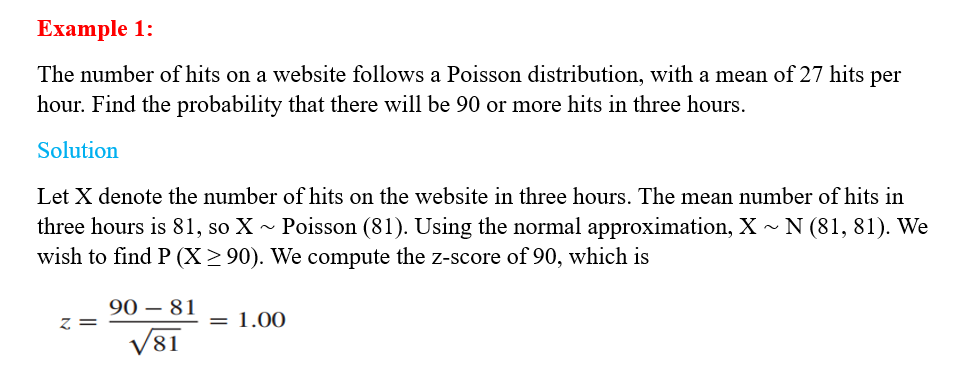 Example 1:
The number of hits on a website follows a Poisson distribution, with a mean of 27 hits per
hour. Find the probability that there will be 90 or more hits in three hours.
Solution
Let X denote the number of hits on the website in three hours. The mean number of hits in
three hours is 81, so X ~ Poisson (81). Using the normal approximation, X ~ N (81, 81). We
wish to find P (X ≥ 90). We compute the z-score of 90, which is
z = (90 − 81)/√81 = 1.00